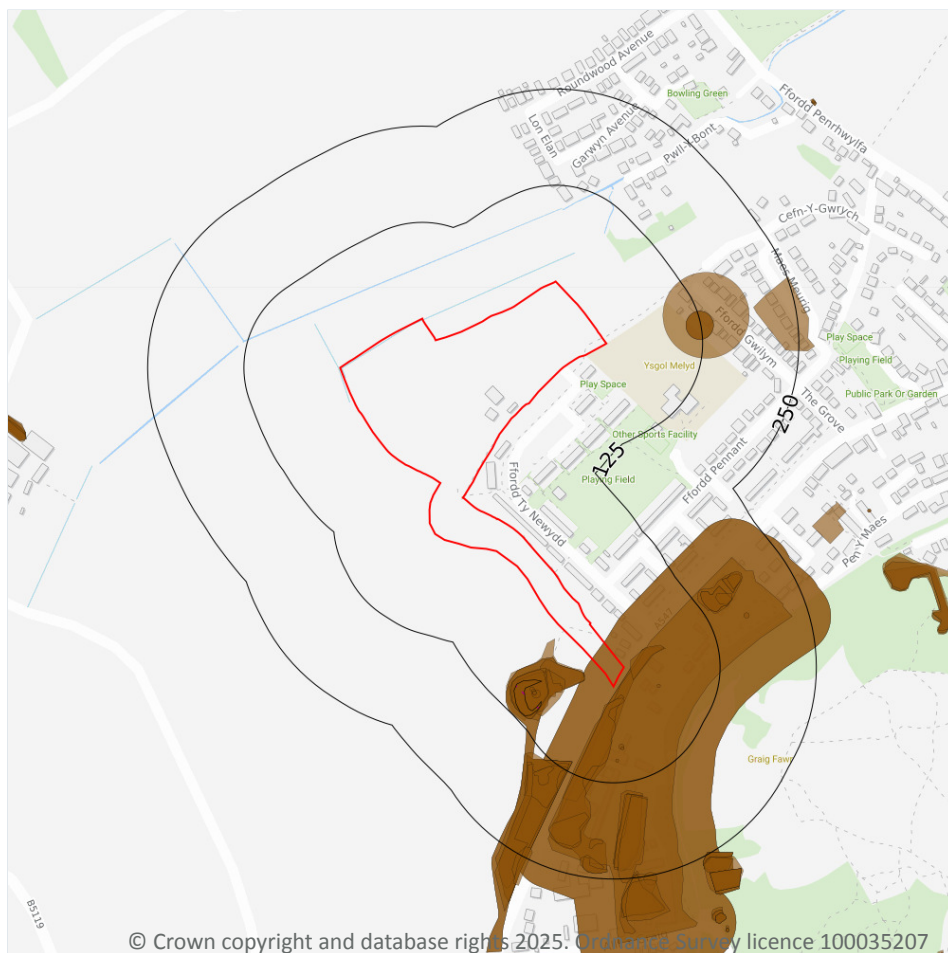 Roundwood Avenue
Bowling Green
Ffordd Penrhwylfa
Lon Elan
Garwyn Avenue
Pwll-Y-Bont
Cefn-Y-Gwrych
Maes Meurig
Ffordd Gwilym
Play Space
Playing Field
Ysgol Melyd
Play Space
The Grove
Public Park Or Garden
250
Other Sports Facility
125
Playing Field
Ffordd Pennant
Ffordd Ty Newydd
Pen Y Maes
A547
Graig Fawr
B5119
© Crown copyright and database rights 2025. Ordnance Survey licence 100035207